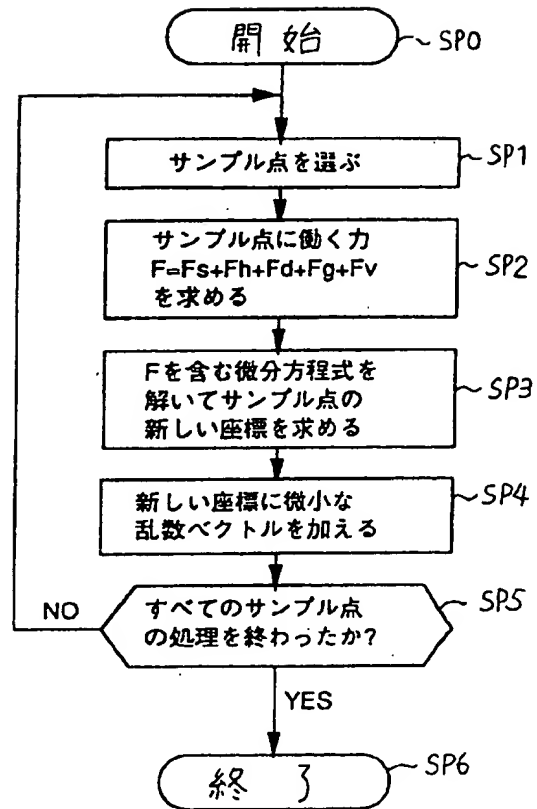 開始
SP0
サンプル点を選ぶ
SP1
サンプル点に働く力
F=Fs+Fh+Fd+Fg+Fv
を求める
SP2
Fを含む微分方程式を
解いてサンプル点の
新しい座標を求める
SP3
新しい座標に微小な
乱数ベクトルを加える
SP4
すべてのサンプル点
の処理を終わったか?
SP5
NO
YES
終了
SP6